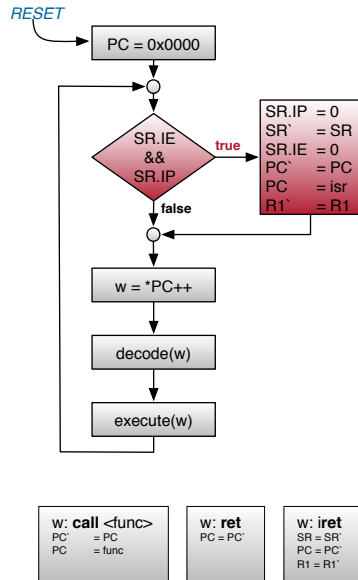 RESET
PC = 0x0000
SR.IE
&&
SR.IP
true
false
SR.IP = 0
SR` = SR
SR.IE = 0
PC` = PC
PC = isr
R1` = R1
w = *PC++
decode(w)
execute(w)
w: call <func>
PC` = PC
PC = func
w: ret
PC = PC`
w: iret
SR = SR`
PC = PC`
R1 = R1`